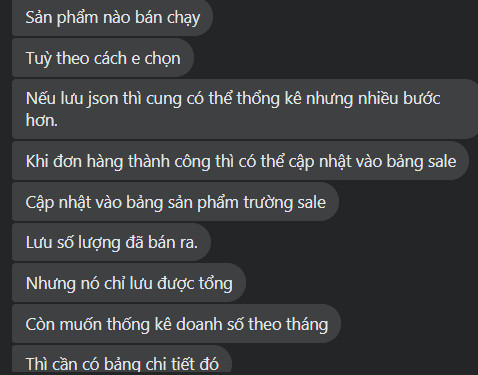 Sản phẩm nào bán chạy
Tuỳ theo cách e chọn
Nếu lưu json thì cung có thể thống kê nhưng nhiều bước
hơn.
Khi đơn hàng thành công thì có thể cập nhật vào bảng sale
Cập nhật vào bảng sản phẩm trường sale
Lưu số lượng đã bán ra.
Nhưng nó chỉ lưu được tổng
Còn muốn thống kê doanh số theo tháng
Thì cần có bảng chi tiết đó